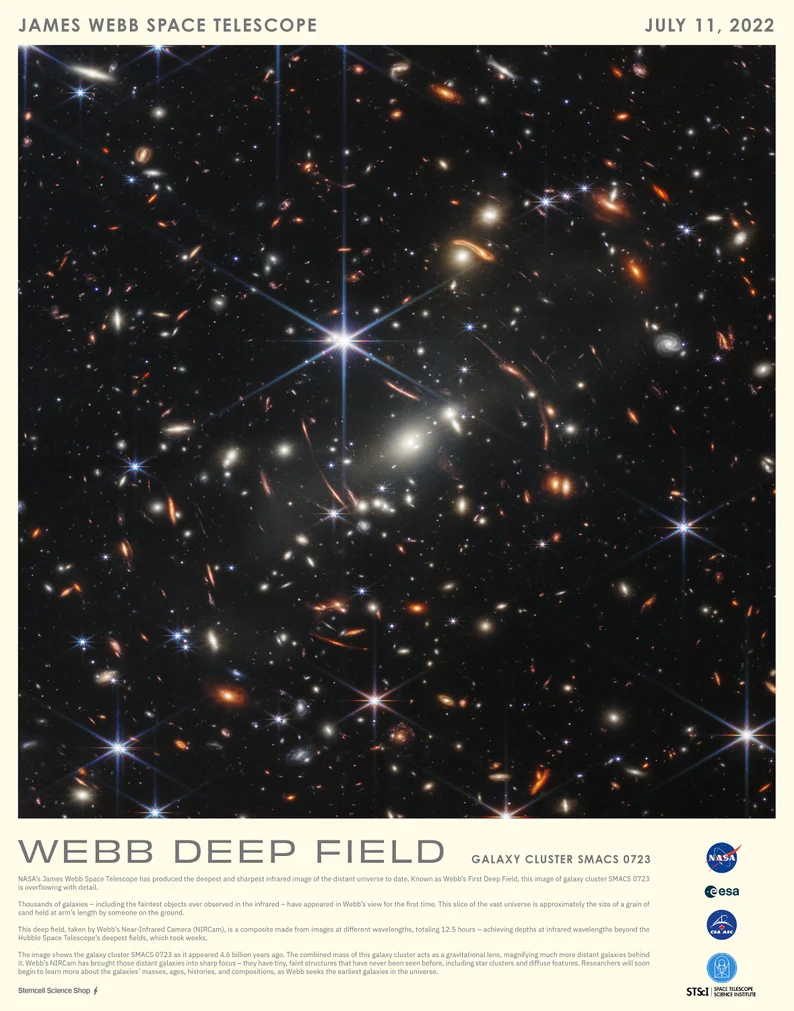 JAMES WEBB SPACE TELESCOPE
JULY 11, 2022
WEBB DEEP FIELD
GALAXY CLUSTER SMACS 0723
NASA's James Webb Space Telescope has produced the deepest and sharpest infrared image of the distant universe to date. Known as Webb's First Deep Field, this image of galaxy cluster SMACS 0723
is overflowing with detail.
Thousands of galaxies – including the faintest objects ever observed in the infrared – have appeared in Webb's view for the first time. This slice of the vast universe is approximately the size of a grain of
sand held at arm's length by someone on the ground.
This deep field, taken by Webb's Near-Infrared Camera (NIRCam), is a composite made from images at different wavelengths, totaling 12.5 hours – achieving depths at infrared wavelengths beyond the
Hubble Space Telescope's deepest fields, which took weeks.
The image shows the galaxy cluster SMACS 0723 as it appeared 4.6 billion years ago. The combined mass of this galaxy cluster acts as a gravitational lens, magnifying much more distant galaxies behind
it. Webb's NIRCam has brought those distant galaxies into sharp focus – they have tiny, faint structures that have never been seen before, including star clusters and diffuse features. Researchers will soon
begin to learn more about the galaxies' masses, ages, histories, and compositions, as Webb seeks the earliest galaxies in the universe.
Stemcell Science Shop
NASA
esa
CSA ASC
STScI | SPACE TELESCOPE
SCIENCE INSTITUTE